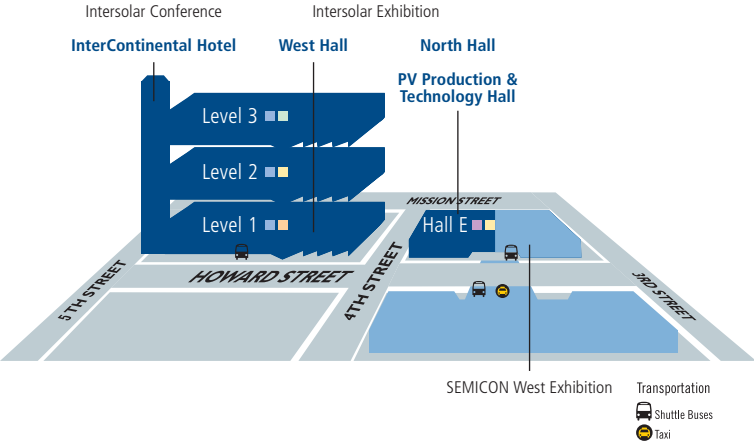 Intersolar Conference
Intersolar Exhibition
InterContinental Hotel
West Hall
North Hall
PV Production &
Technology Hall
Level 3
Level 2
Level 1
Hall E
MISSION STREET
HOWARD STREET
5TH STREET
4TH STREET
3RD STREET
SEMICON West Exhibition
Transportation
Shuttle Buses
Taxi